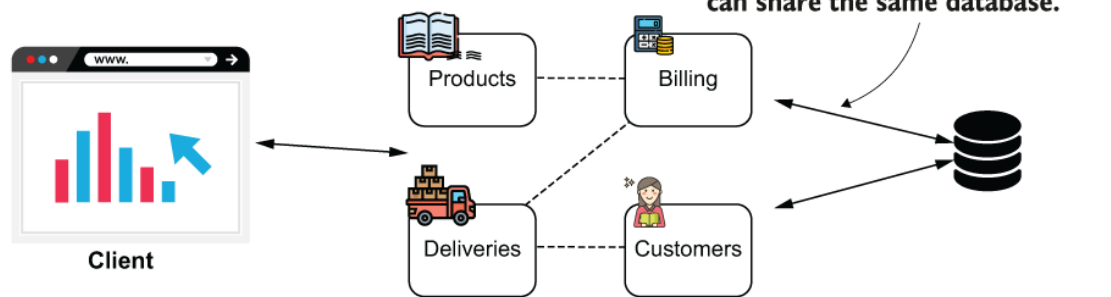 can share the same database.
www.
Products
Billing
Deliveries
Customers
Client